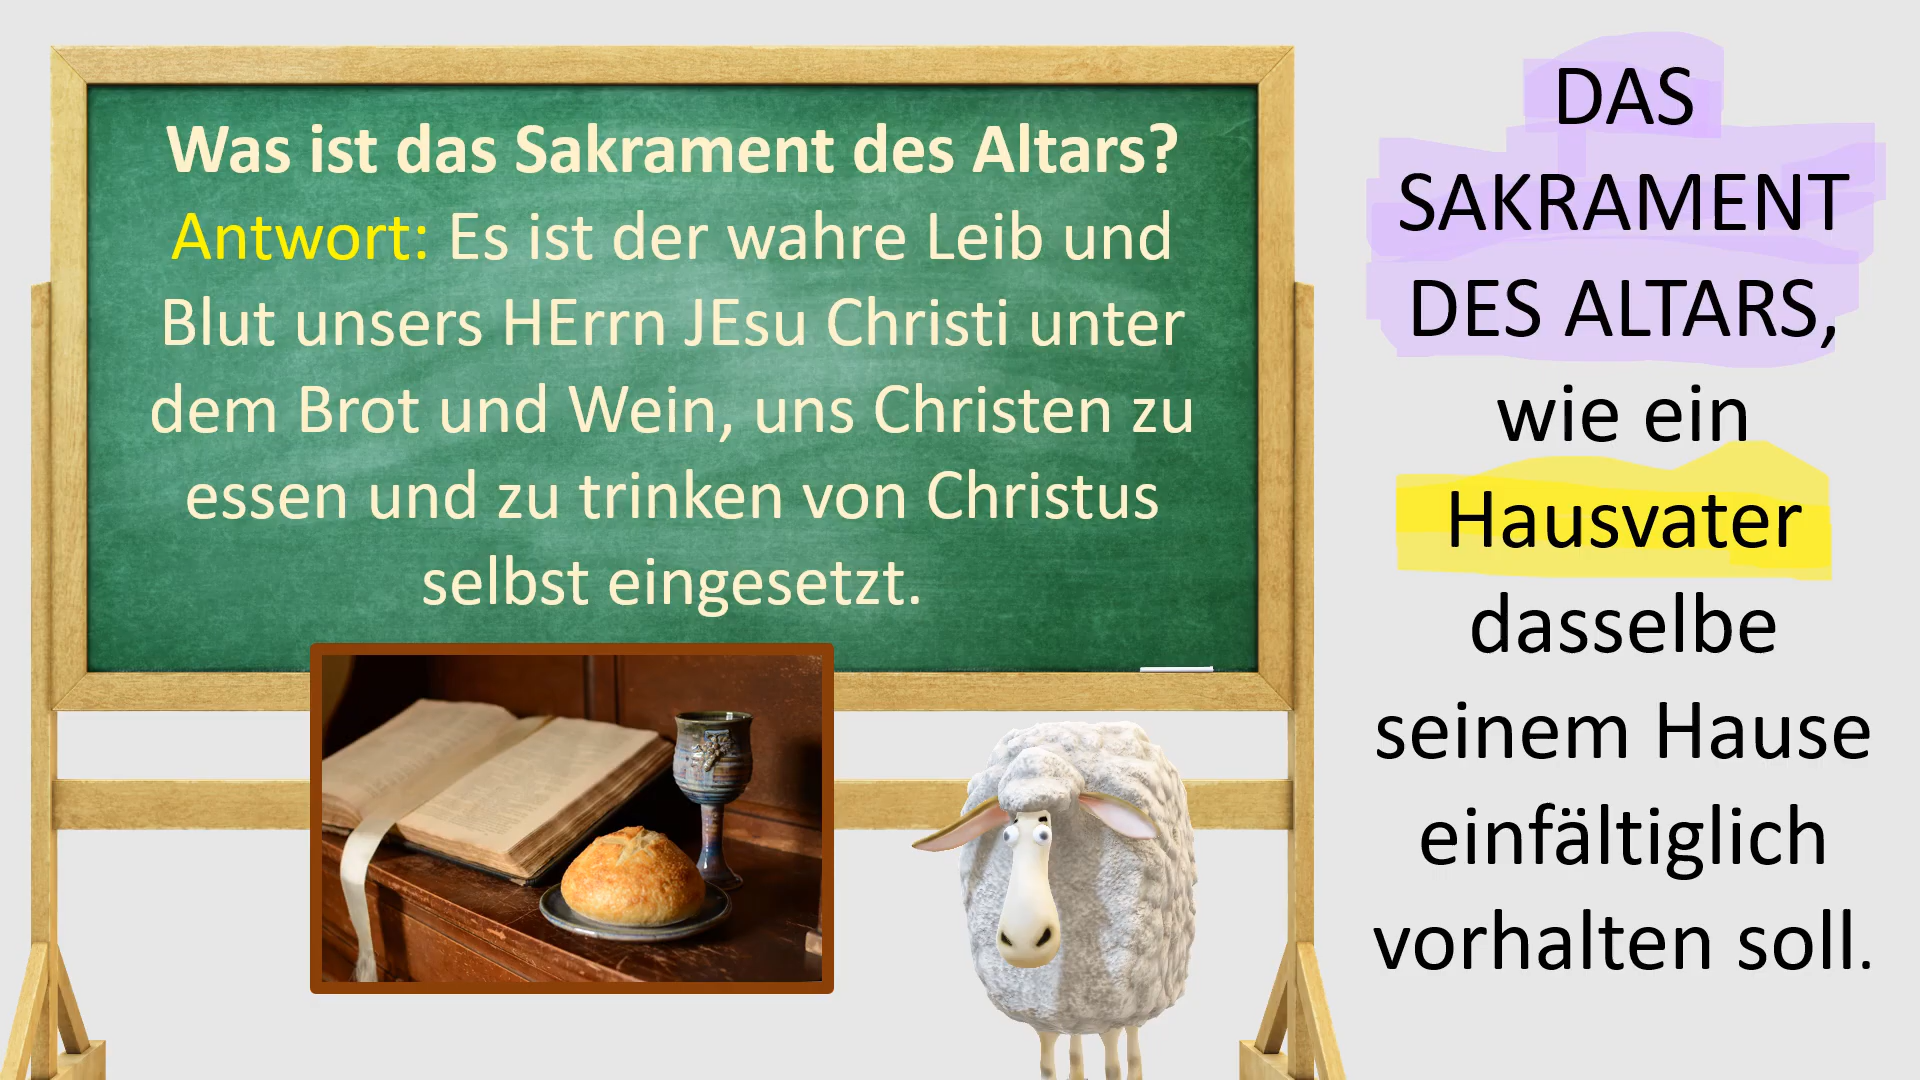 Was ist das Sakrament des Altars?
Antwort: Es ist der wahre Leib und
Blut unsers HErrn JEsu Christi unter
dem Brot und Wein, uns Christen zu
essen und zu trinken von Christus
selbst eingesetzt.
DAS
SAKRAMENT
DES ALTARS,
wie ein
Hausvater
dasselbe
seinem Hause
einfältiglich
vorhalten soll.